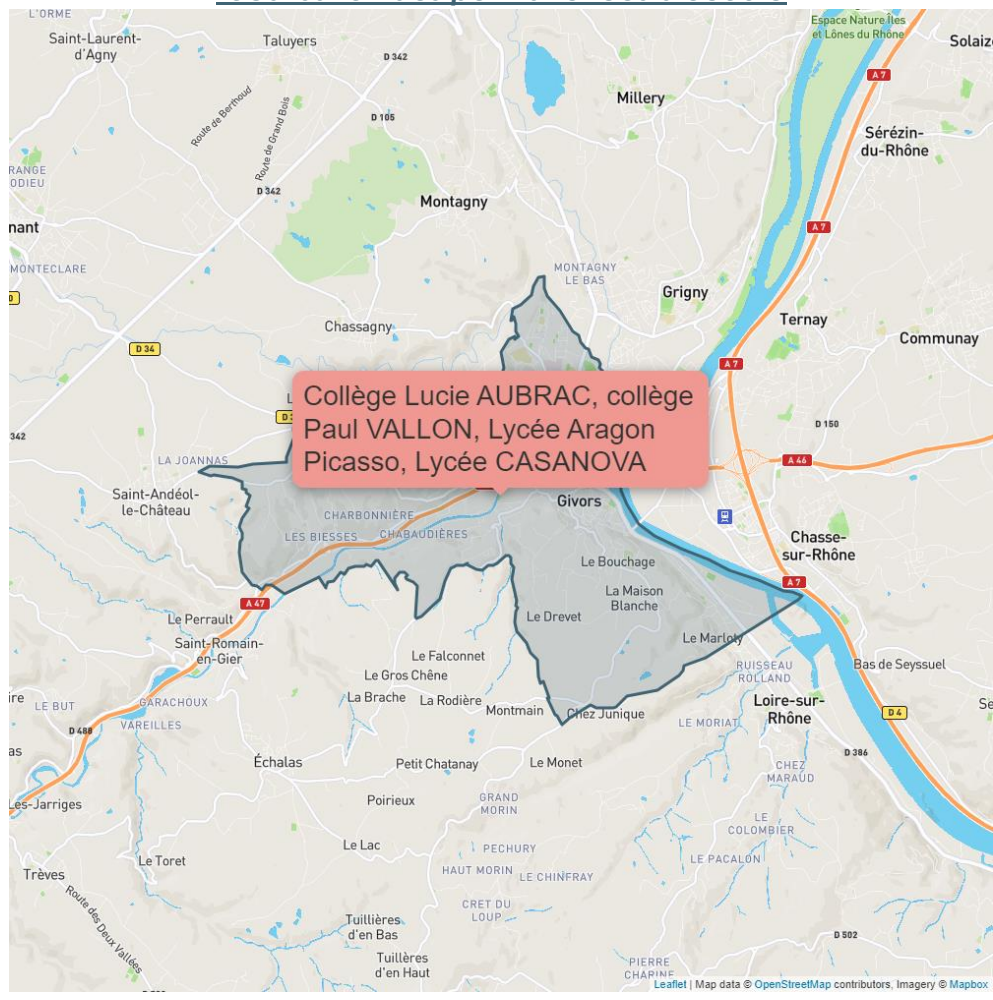 L'ORME
Saint-Laurent-
d'Agny
Taluyers
D 342
Espace Nature Îles
et Lônes du Rhône
Solaiz
A 7
Route de Berthoud
Route de Grand Bois
Millery
D 105
Sérézin-
du-Rhône
D 342
Montagny
nant
A 7
MONTECLARE
MONTAGNY
LE BAS
Grigny
Ternay
Chassagny
Communay
D 34
A 7
Collège Lucie AUBRAC, collège
Paul VALLON, Lycée Aragon
Picasso, Lycée CASANOVA
342
D 150
LA JOANNAS
A 46
Saint-Andéol-
le-Château
Givors
CHARBONNIÈRE
LES BIESSES
CHABAUDIÈRES
Chasse-
sur-Rhône
Le Bouchage
A 7
La Maison
Blanche
A 47
Le Perrault
Le Drevet
Le Marloty
Saint-Romain-
en-Gier
Le Falconnet
Le Gros Chêne
RUISSEAU
ROLLAND
Bas de Seyssuel
LE BUT
GARACHOUX
La Brache
La Rodière
Montmain
Chez Junique
Loire-sur-
Rhône
VAREILLES
LE MORIAT
D 4
D 488
D 386
Échalas
Petit Chatanay
Le Monet
CHEZ
MARAUD
Les-Jarriges
Poirieux
GRAND
MORIN
LE
COLOMBIER
Le Lac
PECHURY
Le Toret
HAUT MORIN
LE CHINFRAY
LE PACALON
Trèves
CRET DU
LOUP
Route des Deux Vallées
Tuillières
d'en Bas
D 502
Tuillières
d'en Haut
PIERRE
Leaflet | Map data © OpenStreetMap contributors, Imagery © Mapbox